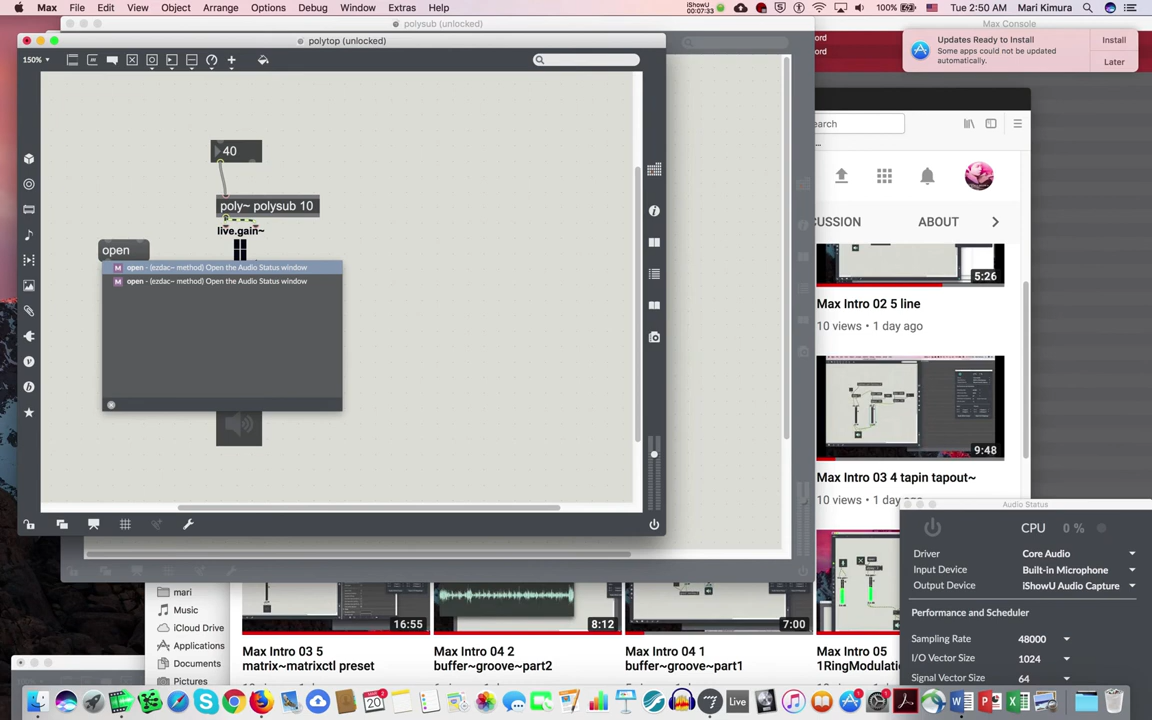 Max File Edit View Object Arrange Options Debug Window Extras Help
iShowU
00:07:33
100%
Tue 2:50 AM Mari Kimura
polysub (unlocked)
Max Console
polytop (unlocked)
Updates Ready to Install
Some apps could not be updated
automatically.
Install
Later
150%
40
poly~ polysub 10
live.gain~
open
M open - (ezdac~ method) Open the Audio Status window
M open - (ezdac~ method) Open the Audio Status window
ord
ord
earch
CUSSION
ABOUT
5:26
Max Intro 02 5 line
10 views • 1 day ago
9:48
Max Intro 03 4 tapin tapout~
10 views • 1 day ago
Audio Status
CPU 0 %
Driver Core Audio
Input Device Built-in Microphone
Output Device iShowU Audio Capture
Performance and Scheduler
Sampling Rate 48000
I/O Vector Size 1024
Signal Vector Size 64
mari
Music
iCloud Drive
Applications
Documents
Pictures
16:55
8:12
7:00
Max Intro 03 5
matrix~matrixctl preset
Max Intro 04 2
buffer~groove~part2
Max Intro 04 1
buffer~groove~part1
Max Intro 05
1RingModulati
20
Live